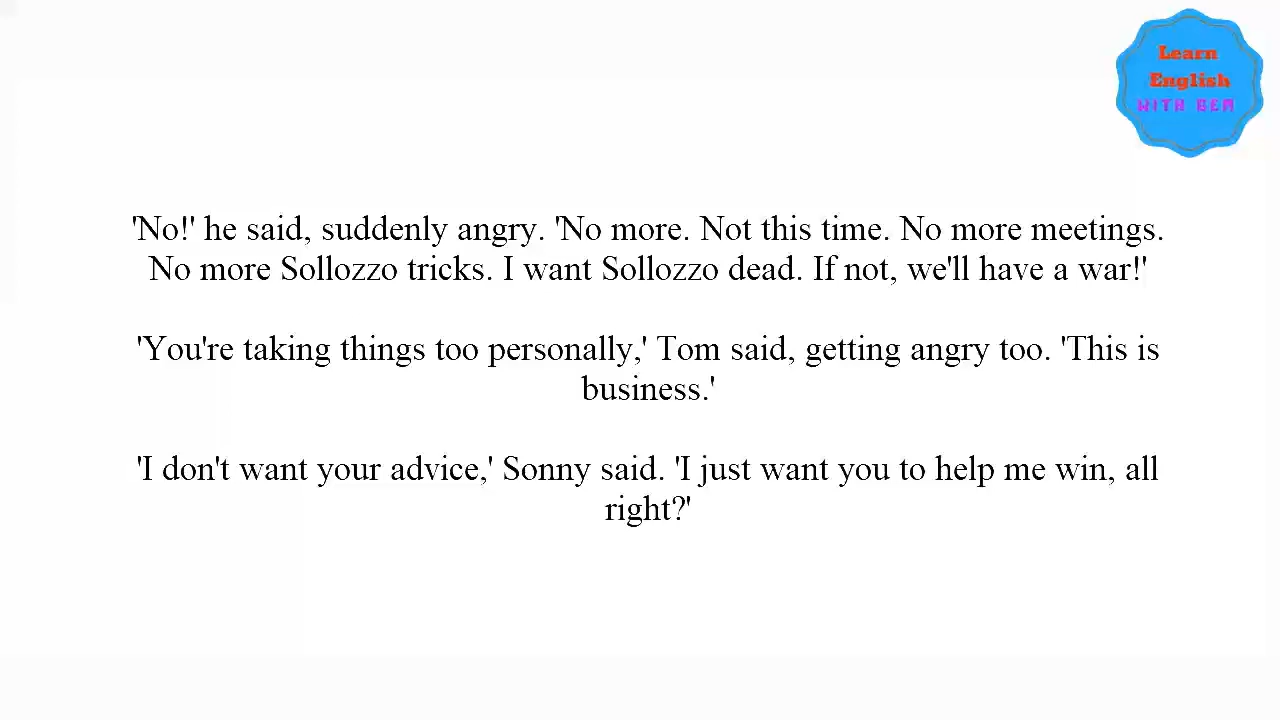 Learn
English
WITH BEA
'No!' he said, suddenly angry. 'No more. Not this time. No more meetings.
No more Sollozzo tricks. I want Sollozzo dead. If not, we'll have a war!'
'You're taking things too personally,' Tom said, getting angry too. 'This is
business.'
'I don't want your advice,' Sonny said. 'I just want you to help me win, all
right?'